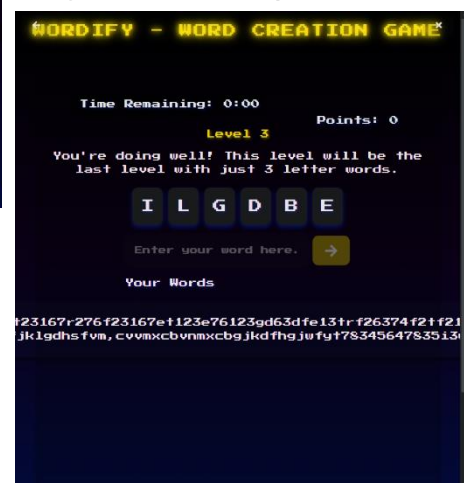 WORDIFY - WORD CREATION GAME
Time Remaining: 0:00
Points: 0
Level 3
You're doing well! This level will be the
last level with just 3 letter words.
I L G D B E
Enter your word here. →
Your Words
t23167r276f23167et123e76123gd63dfe13trf26374f2tf21
jklgdhsfvm,cvvmxcbvnmxcbgjkdfhgjwfyt78345647835i3